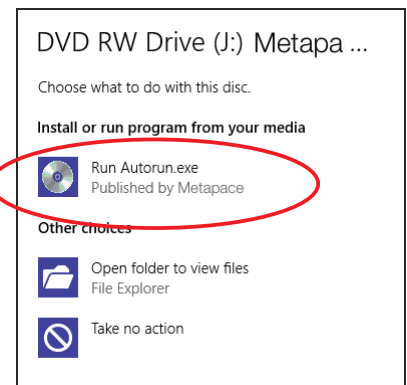 DVD RW Drive (J:) Metapa ...
Choose what to do with this disc.
Install or run program from your media
Run Autorun.exe
Published by Metapace
Other choices
Open folder to view files
File Explorer
Take no action